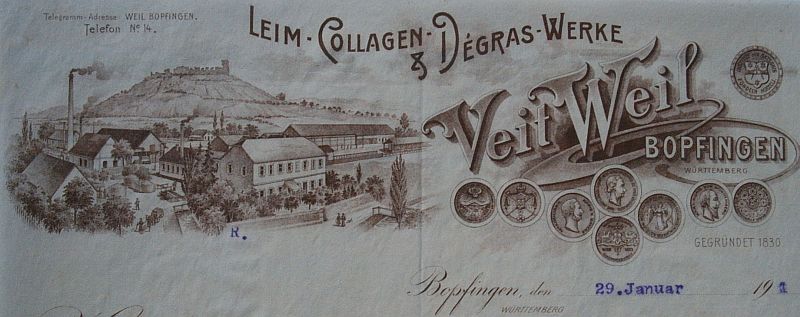 Telegramm-Adresse WEIL BOPFINGEN.
Telefon No 14.
LEIM-COLLAGEN-
& DÉGRAS-WERKE
Veit Weil
BOPFINGEN
WÜRTTEMBERG
GEGRÜNDET 1830
R.
Bopfingen, den 29.Januar 191
WÜRTTEMBERG